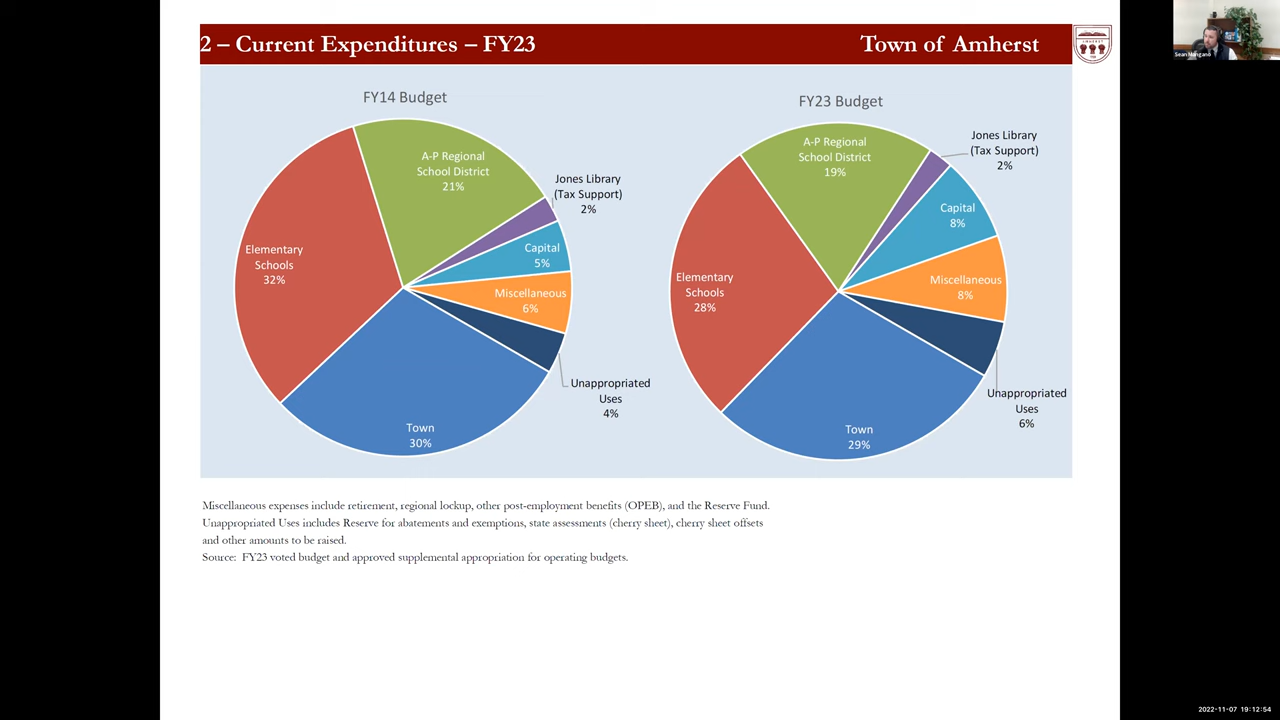 2 – Current Expenditures – FY23
Town of Amherst
FY14 Budget
A-P Regional
School District
21%
Jones Library
(Tax Support)
2%
Capital
5%
Miscellaneous
6%
Unappropriated
Uses
4%
Town
30%
Elementary
Schools
32%
FY23 Budget
A-P Regional
School District
19%
Jones Library
(Tax Support)
2%
Capital
8%
Miscellaneous
8%
Unappropriated
Uses
6%
Town
29%
Elementary
Schools
28%
Miscellaneous expenses include retirement, regional lockup, other post-employment benefits (OPEB), and the Reserve Fund.
Unappropriated Uses includes Reserve for abatements and exemptions, state assessments (cherry sheet), cherry sheet offsets
and other amounts to be raised.
Source: FY23 voted budget and approved supplemental appropriation for operating budgets.
Sean Mangano
2022-11-07 19:12:54